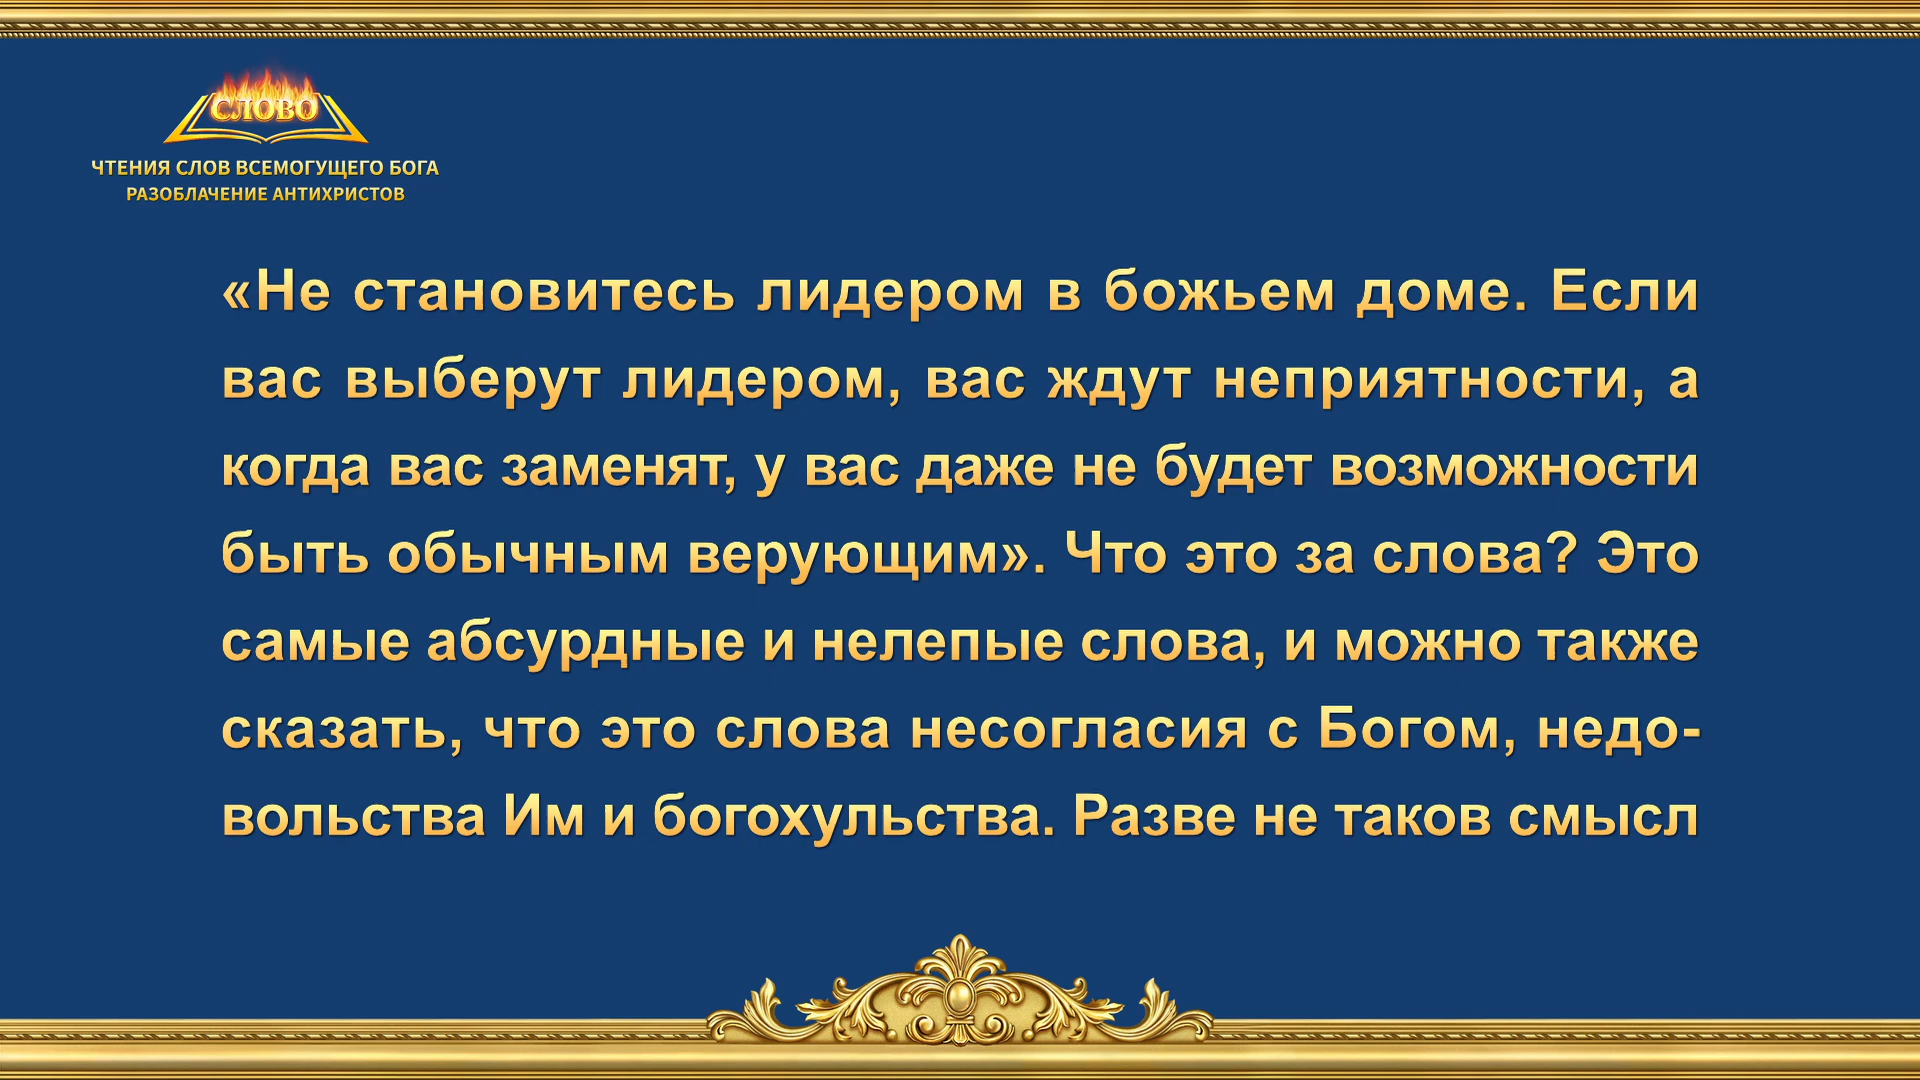 СЛОВО
ЧТЕНИЯ СЛОВ ВСЕМОГУЩЕГО БОГА
РАЗОБЛАЧЕНИЕ АНТИХРИСТОВ
«Не становитесь лидером в божьем доме. Если
вас выберут лидером, вас ждут неприятности, а
когда вас заменят, у вас даже не будет возможности
быть обычным верующим». Что это за слова? Это
самые абсурдные и нелепые слова, и можно также
сказать, что это слова несогласия с Богом, недо-
вольства Им и богохульства. Разве не таков смысл